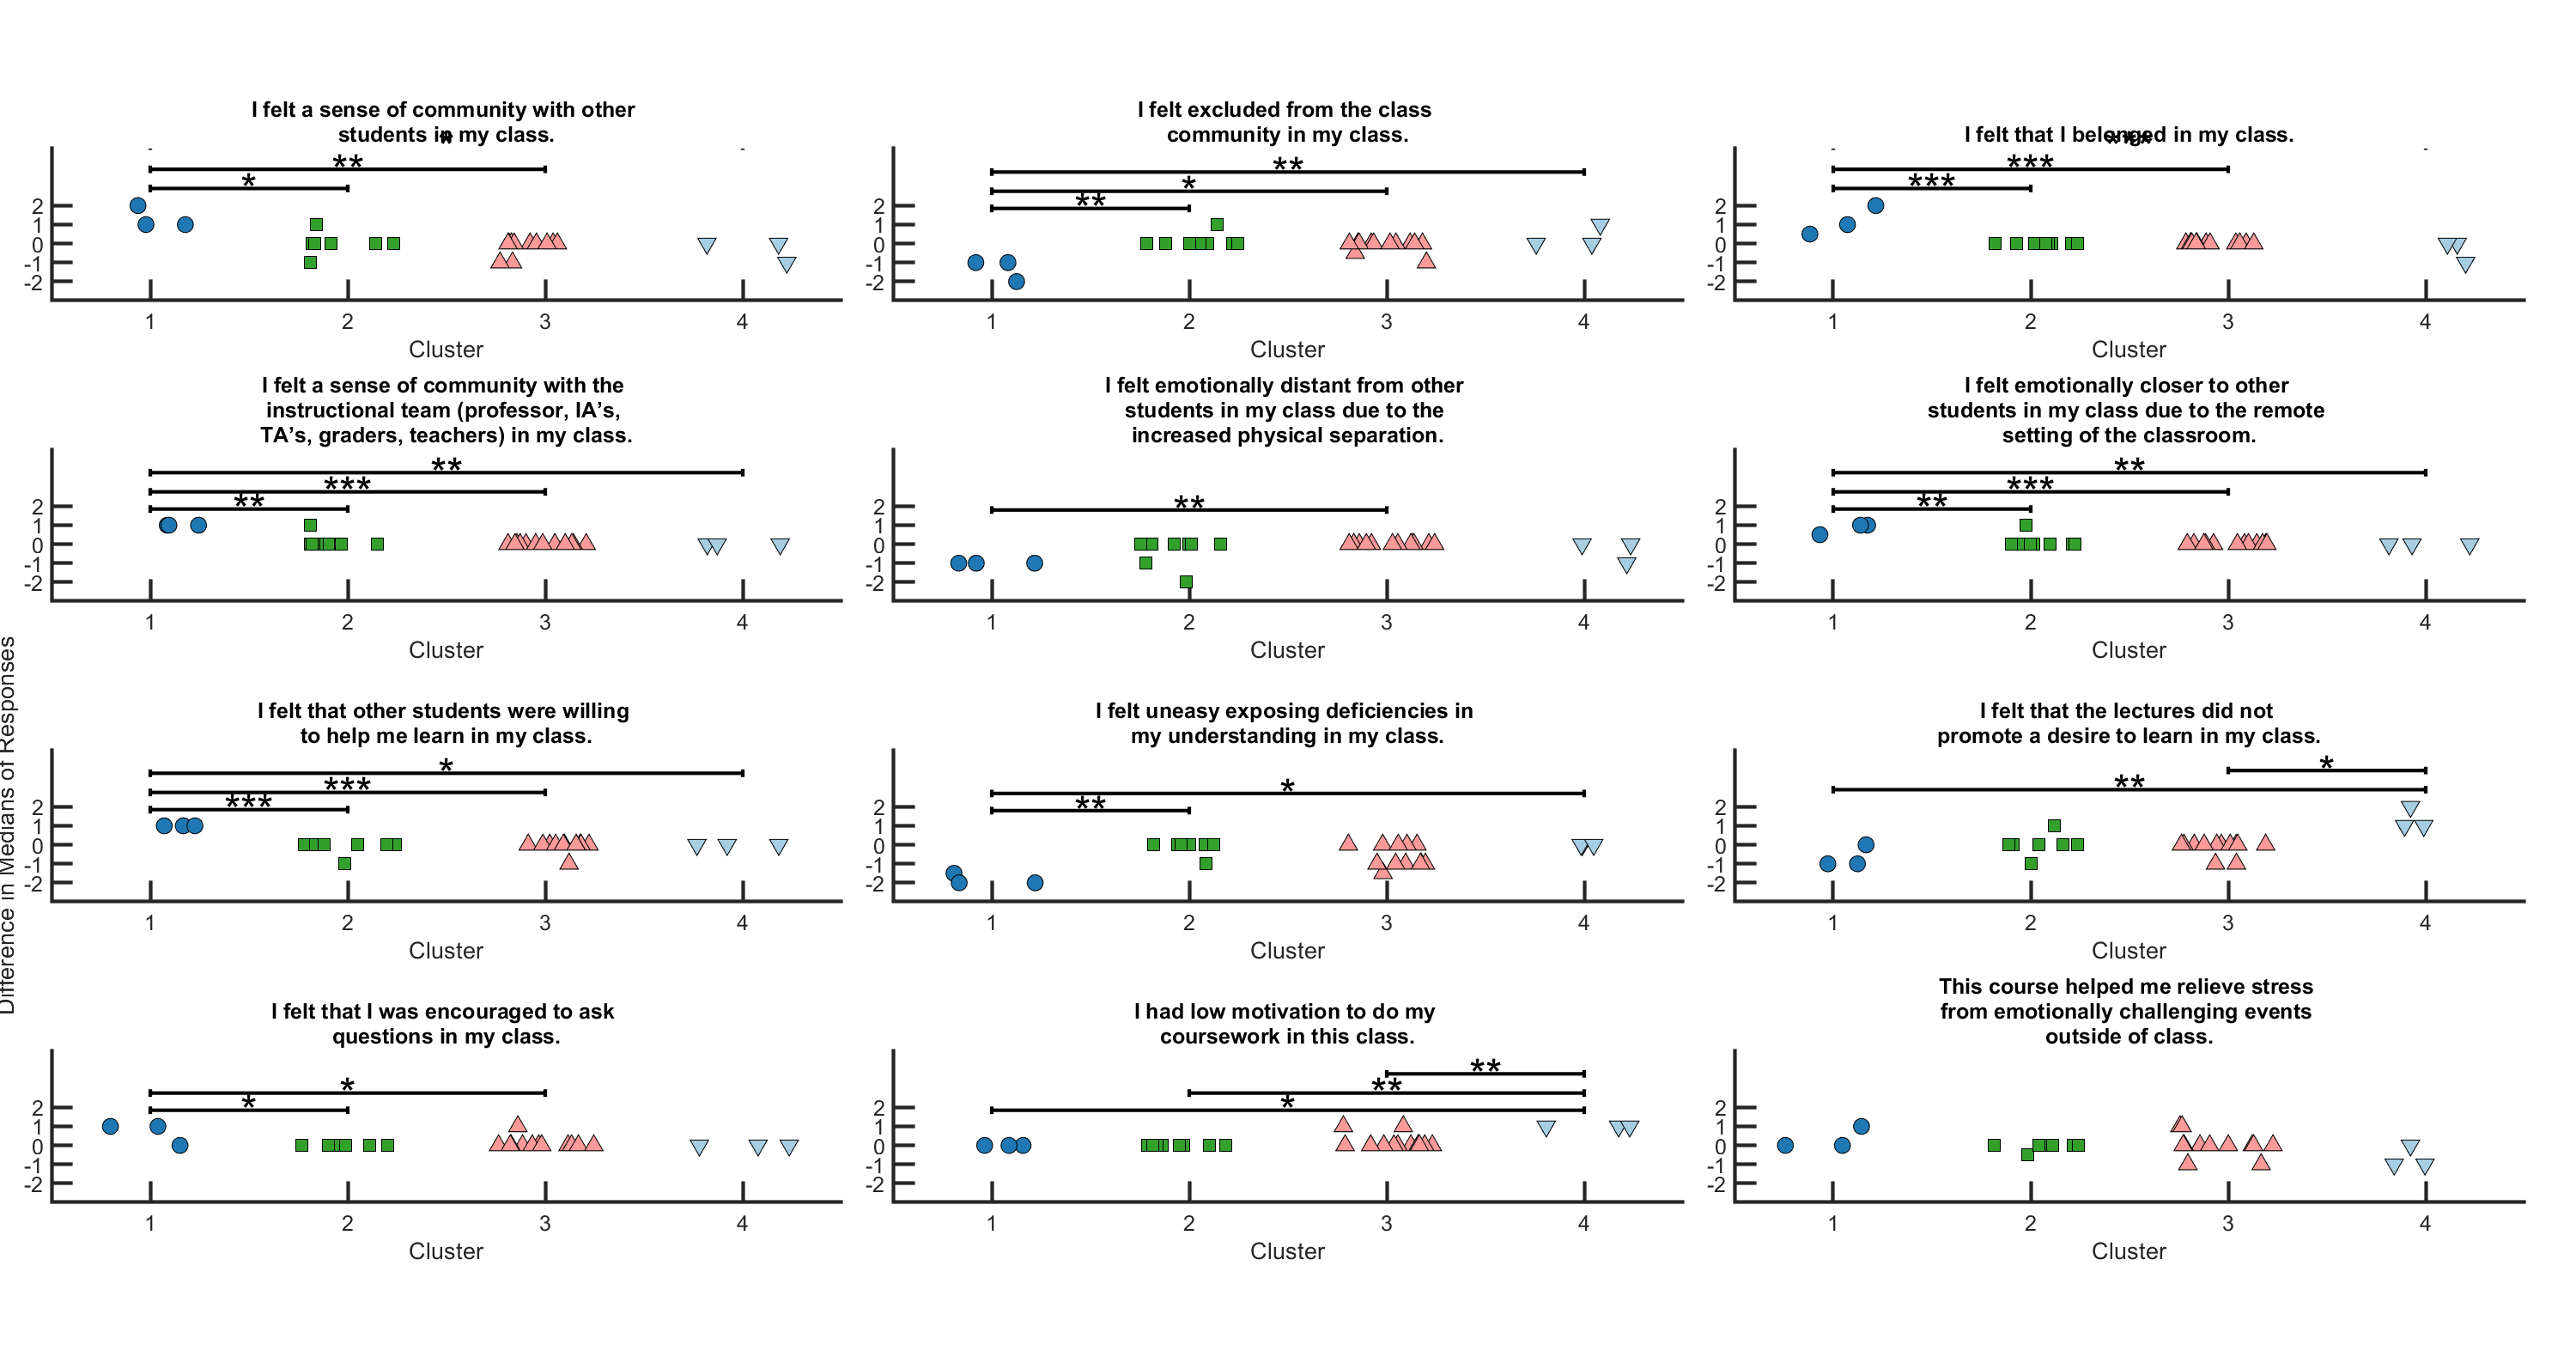 I felt a sense of community with other
students in my class.
*
**
*
2
1
0
-1
-2
1 2 3 4
Cluster
I felt excluded from the class
community in my class.
**
*
**
2
1
0
-1
-2
1 2 3 4
Cluster
I felt that I belonged in my class.
***
***
***
2
1
0
-1
-2
1 2 3 4
Cluster
I felt a sense of community with the
instructional team (professor, IA’s,
TA’s, graders, teachers) in my class.
**
***
**
2
1
0
-1
-2
1 2 3 4
Cluster
I felt emotionally distant from other
students in my class due to the
increased physical separation.
**
2
1
0
-1
-2
1 2 3 4
Cluster
I felt emotionally closer to other
students in my class due to the remote
setting of the classroom.
**
***
**
2
1
0
-1
-2
1 2 3 4
Cluster
Difference in Medians of Responses
I felt that other students were willing
to help me learn in my class.
*
***
***
2
1
0
-1
-2
1 2 3 4
Cluster
I felt uneasy exposing deficiencies in
my understanding in my class.
*
**
2
1
0
-1
-2
1 2 3 4
Cluster
I felt that the lectures did not
promote a desire to learn in my class.
*
**
2
1
0
-1
-2
1 2 3 4
Cluster
I felt that I was encouraged to ask
questions in my class.
*
*
2
1
0
-1
-2
1 2 3 4
Cluster
I had low motivation to do my
coursework in this class.
**
**
*
2
1
0
-1
-2
1 2 3 4
Cluster
This course helped me relieve stress
from emotionally challenging events
outside of class.
2
1
0
-1
-2
1 2 3 4
Cluster